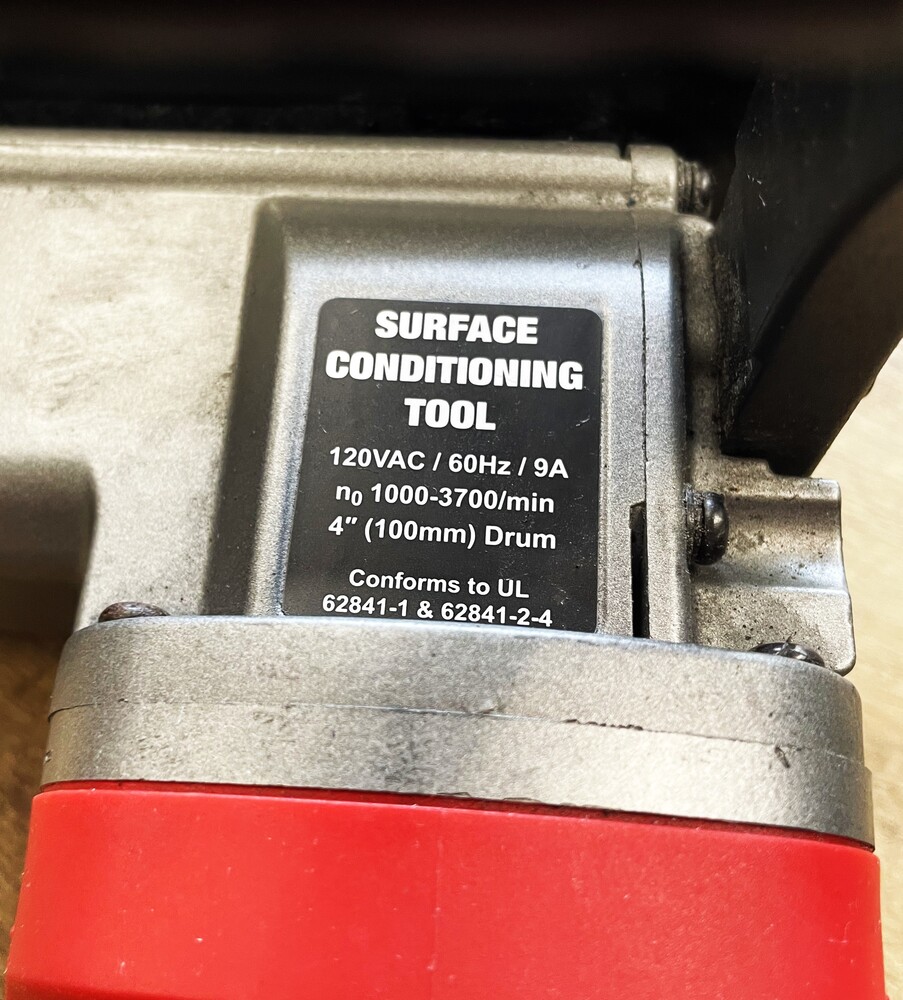 SURFACE
CONDITIONING
TOOL
120VAC / 60Hz / 9A
n₀ 1000-3700/min
4″ (100mm) Drum
Conforms to UL
62841-1 & 62841-2-4